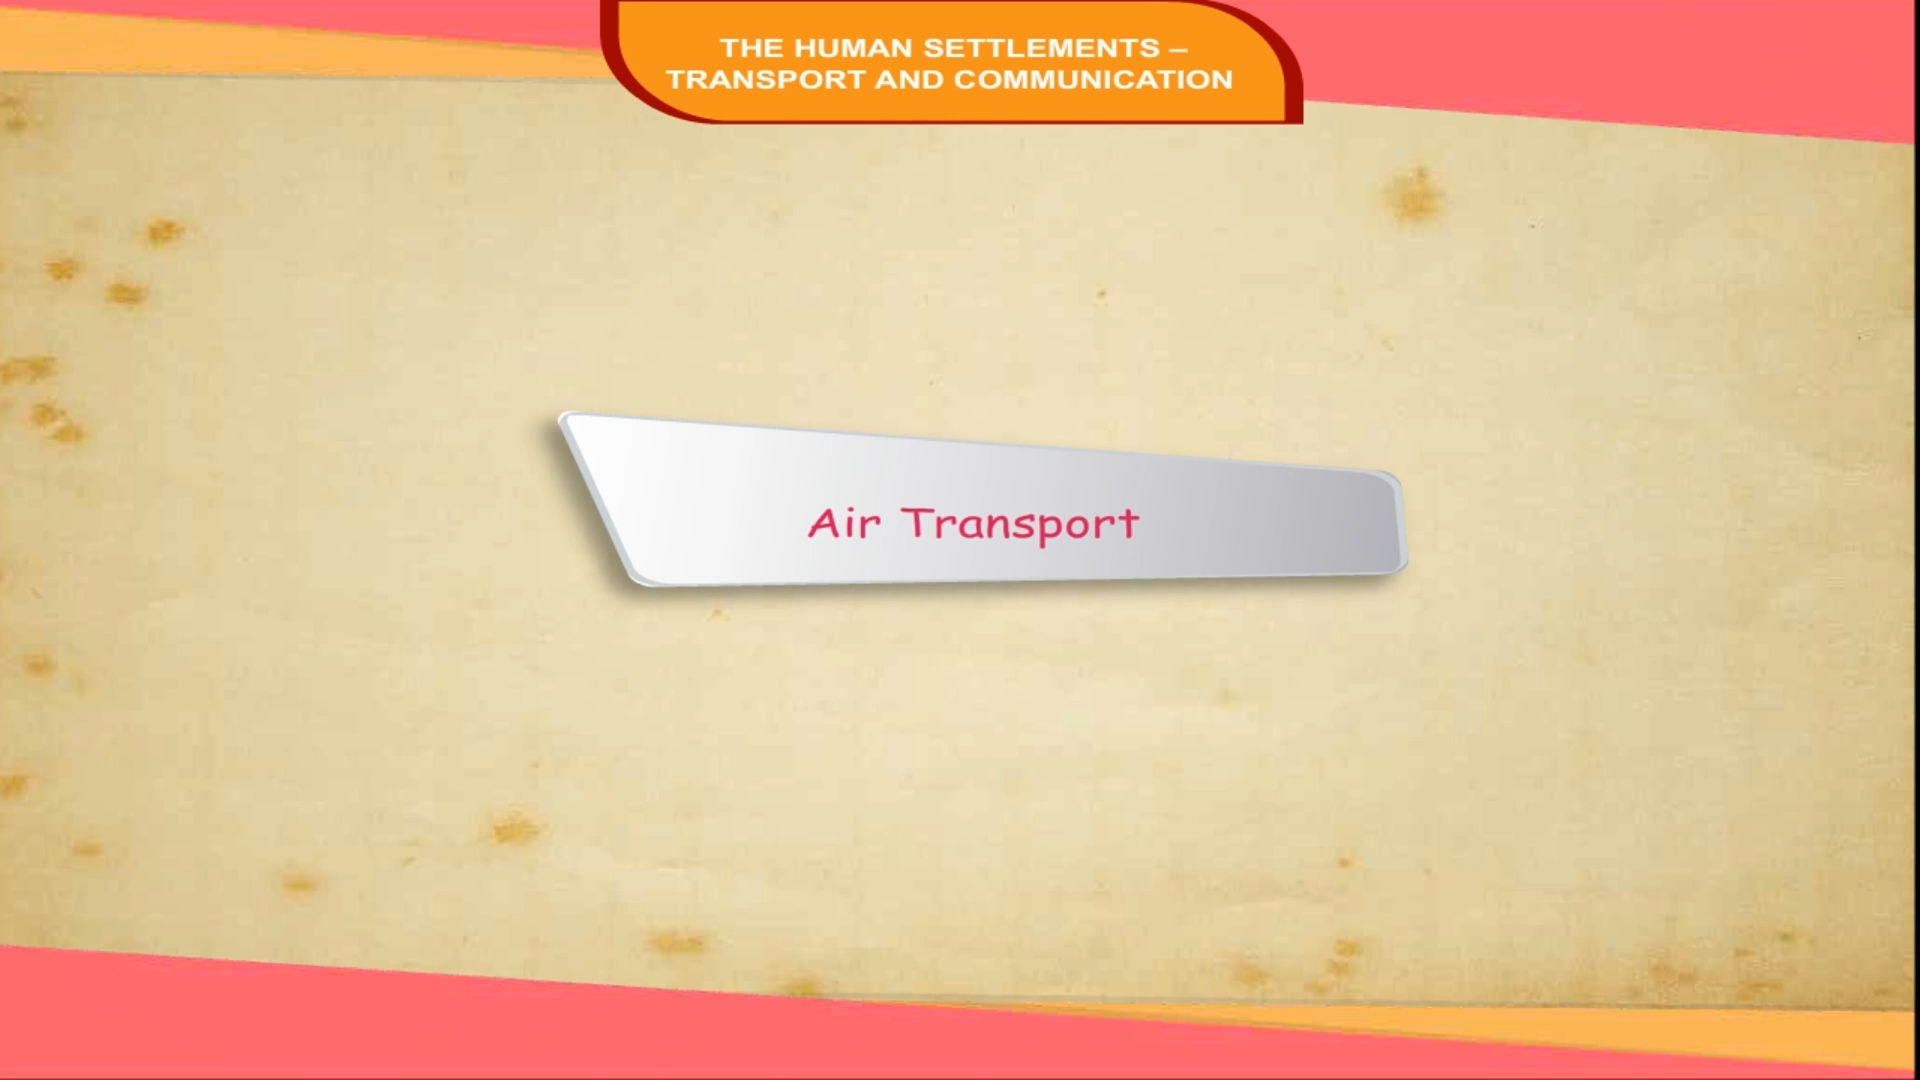 THE HUMAN SETTLEMENTS –
TRANSPORT AND COMMUNICATION
Air Transport